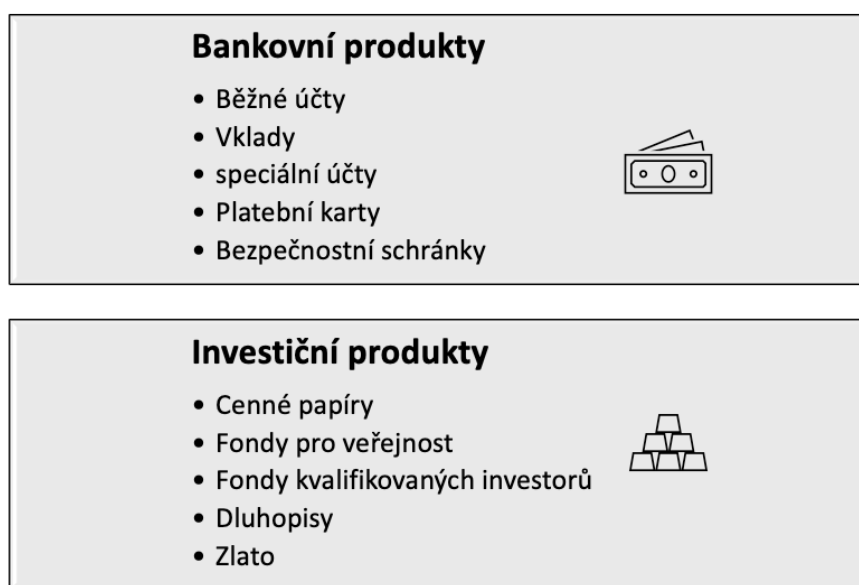 Bankovní produkty
• Běžné účty
• Vklady
• speciální účty
• Platební karty
• Bezpečnostní schránky
Investiční produkty
• Cenné papíry
• Fondy pro veřejnost
• Fondy kvalifikovaných investorů
• Dluhopisy
• Zlato